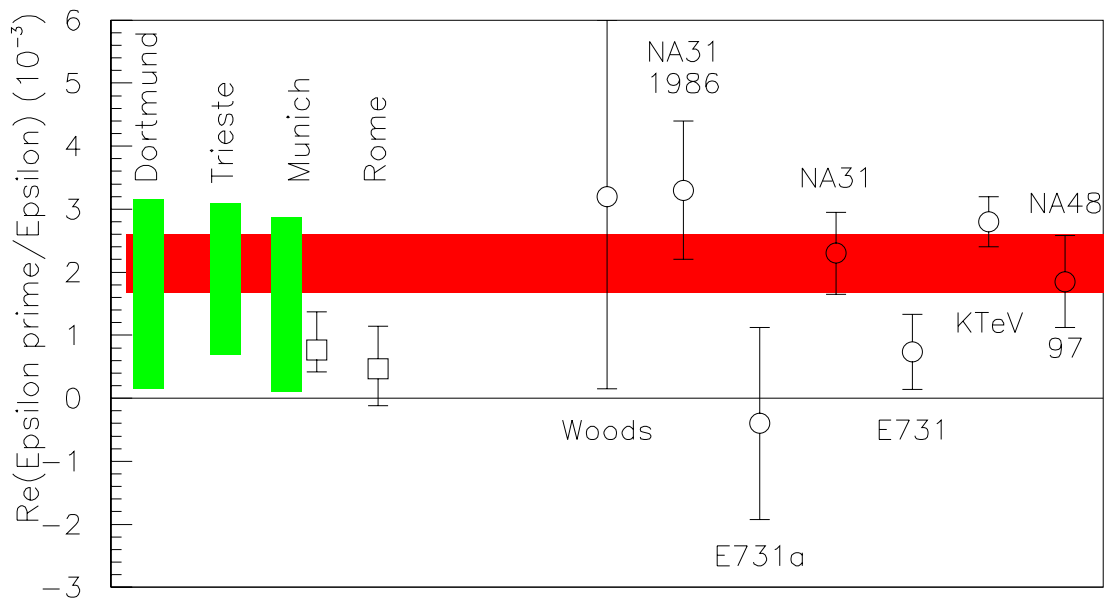 Re(Epsilon prime/Epsilon) (10⁻³)
6
5
4
3
2
1
0
−1
−2
−3
Dortmund
Trieste
Munich
Rome
Woods
NA31
1986
E731a
NA31
E731
KTeV
NA48
97